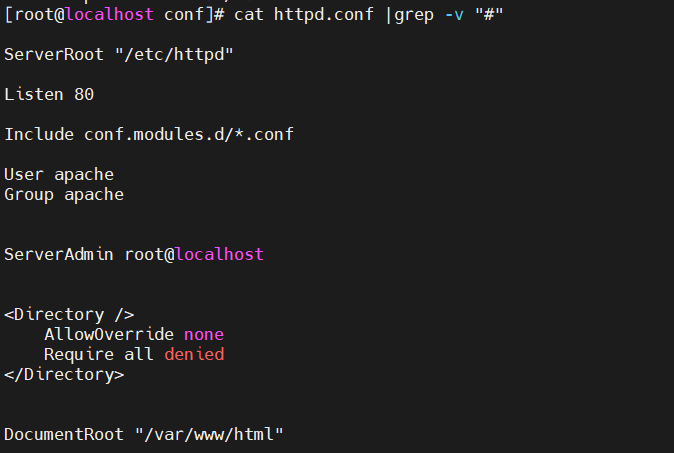 [root@localhost conf]# cat httpd.conf |grep -v "#"
ServerRoot "/etc/httpd"
Listen 80
Include conf.modules.d/*.conf
User apache
Group apache
ServerAdmin root@localhost
<Directory />
    AllowOverride none
    Require all denied
</Directory>
DocumentRoot "/var/www/html"